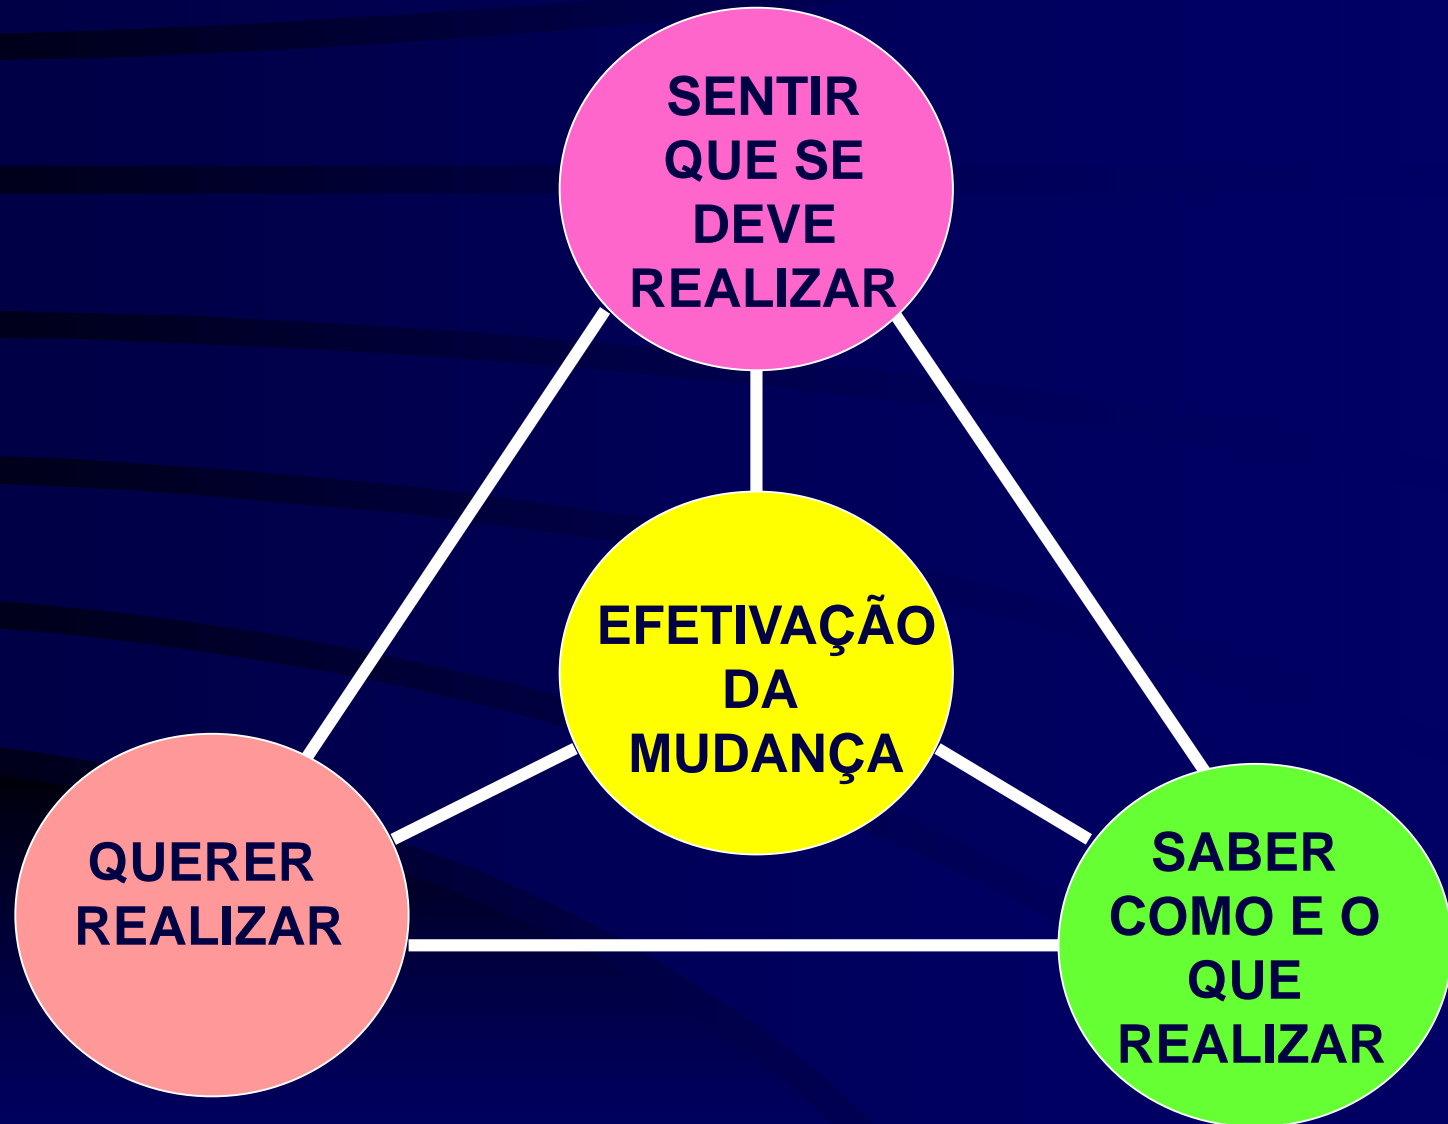 SENTIR
QUE SE
DEVE
REALIZAR
EFETIVAÇÃO
DA
MUDANÇA
QUERER
REALIZAR
SABER
COMO E O
QUE
REALIZAR